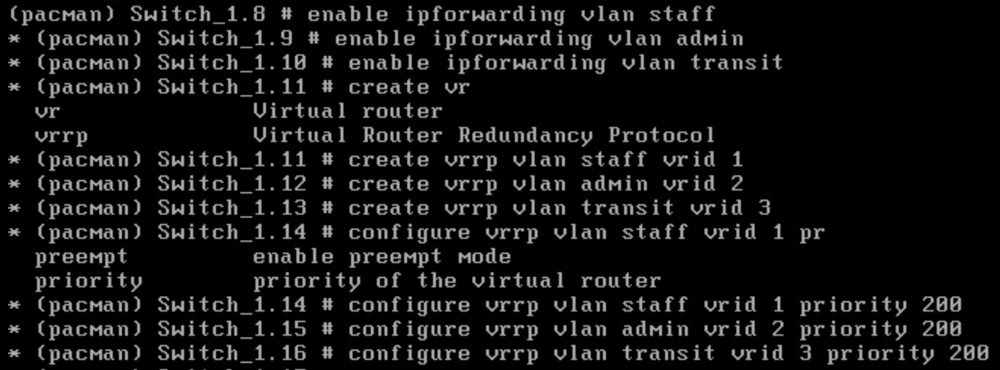 (pacman) Switch_1.8 # enable ipforwarding vlan staff
* (pacman) Switch_1.9 # enable ipforwarding vlan admin
* (pacman) Switch_1.10 # enable ipforwarding vlan transit
* (pacman) Switch_1.11 # create vr
vr Virtual router
vrrp Virtual Router Redundancy Protocol
* (pacman) Switch_1.11 # create vrrp vlan staff vrid 1
* (pacman) Switch_1.12 # create vrrp vlan admin vrid 2
* (pacman) Switch_1.13 # create vrrp vlan transit vrid 3
* (pacman) Switch_1.14 # configure vrrp vlan staff vrid 1 pr
preempt enable preempt mode
priority priority of the virtual router
* (pacman) Switch_1.14 # configure vrrp vlan staff vrid 1 priority 200
* (pacman) Switch_1.15 # configure vrrp vlan admin vrid 2 priority 200
* (pacman) Switch_1.16 # configure vrrp vlan transit vrid 3 priority 200